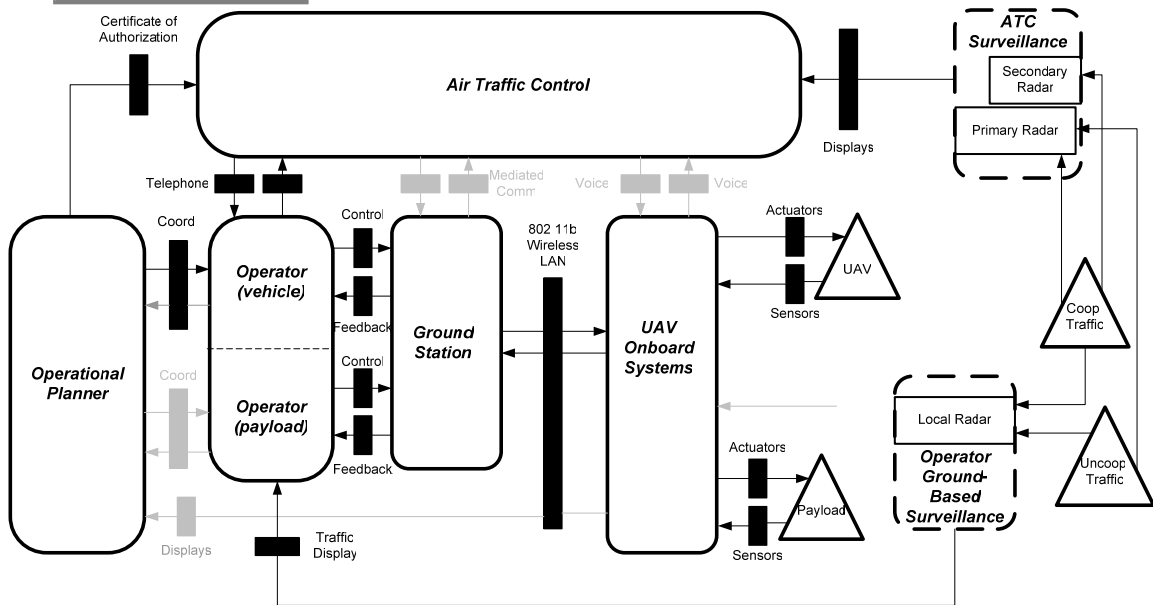 Certificate of
Authorization
Air Traffic Control
ATC
Surveillance
Secondary
Radar
Primary Radar
Displays
Telephone
Mediated
Comm
Voice
Voice
Coord
Control
802 11b
Wireless
LAN
Actuators
Operator
(vehicle)
UAV
Sensors
Feedback
Ground
Station
UAV
Onboard
Systems
Coop
Traffic
Operational
Planner
Coord
Control
Operator
(payload)
Feedback
Local Radar
Actuators
Operator
Ground-
Based
Surveillance
Uncoop
Traffic
Payload
Sensors
Displays
Traffic
Display